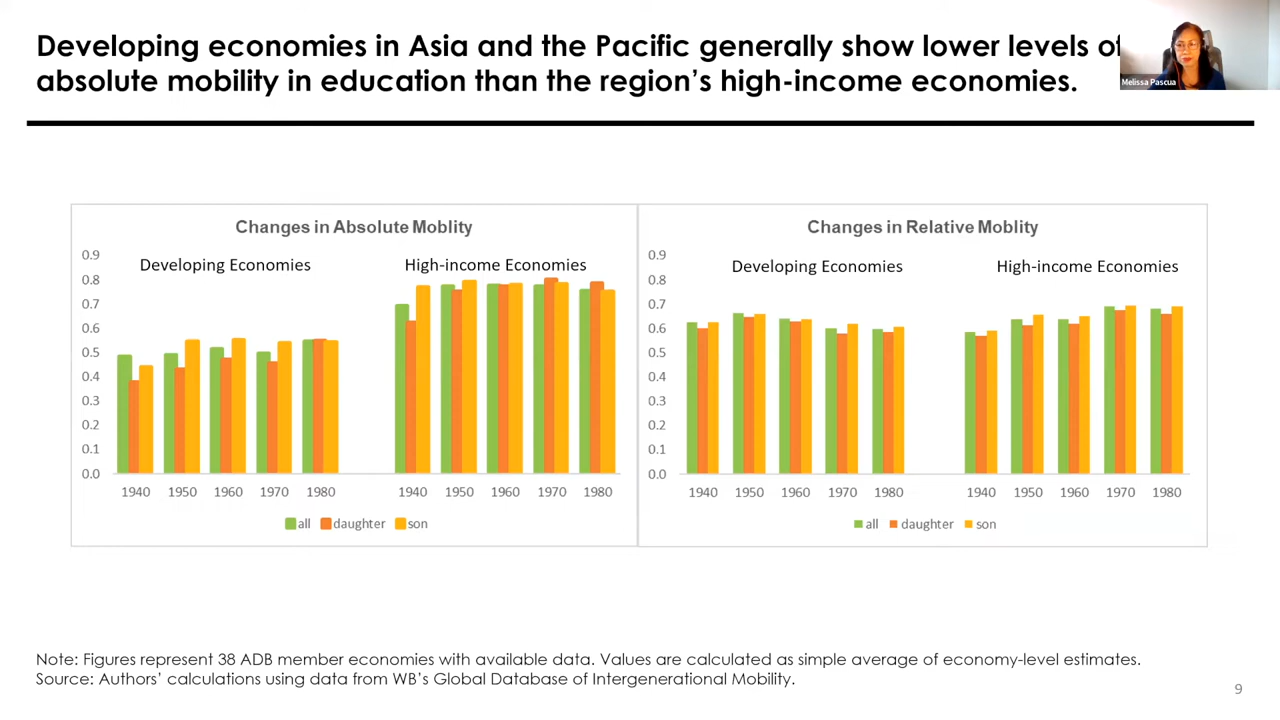 Developing economies in Asia and the Pacific generally show lower levels of
absolute mobility in education than the region's high-income economies.
Melissa Pascua
Changes in Absolute Moblity
Developing Economies
High-income Economies
0.9
0.8
0.7
0.6
0.5
0.4
0.3
0.2
0.1
0.0
1940 1950 1960 1970 1980 1940 1950 1960 1970 1980
all daughter son
Changes in Relative Moblity
Developing Economies
High-income Economies
0.9
0.8
0.7
0.6
0.5
0.4
0.3
0.2
0.1
0.0
1940 1950 1960 1970 1980 1940 1950 1960 1970 1980
all daughter son
Note: Figures represent 38 ADB member economies with available data. Values are calculated as simple average of economy-level estimates.
Source: Authors' calculations using data from WB's Global Database of Intergenerational Mobility.
9